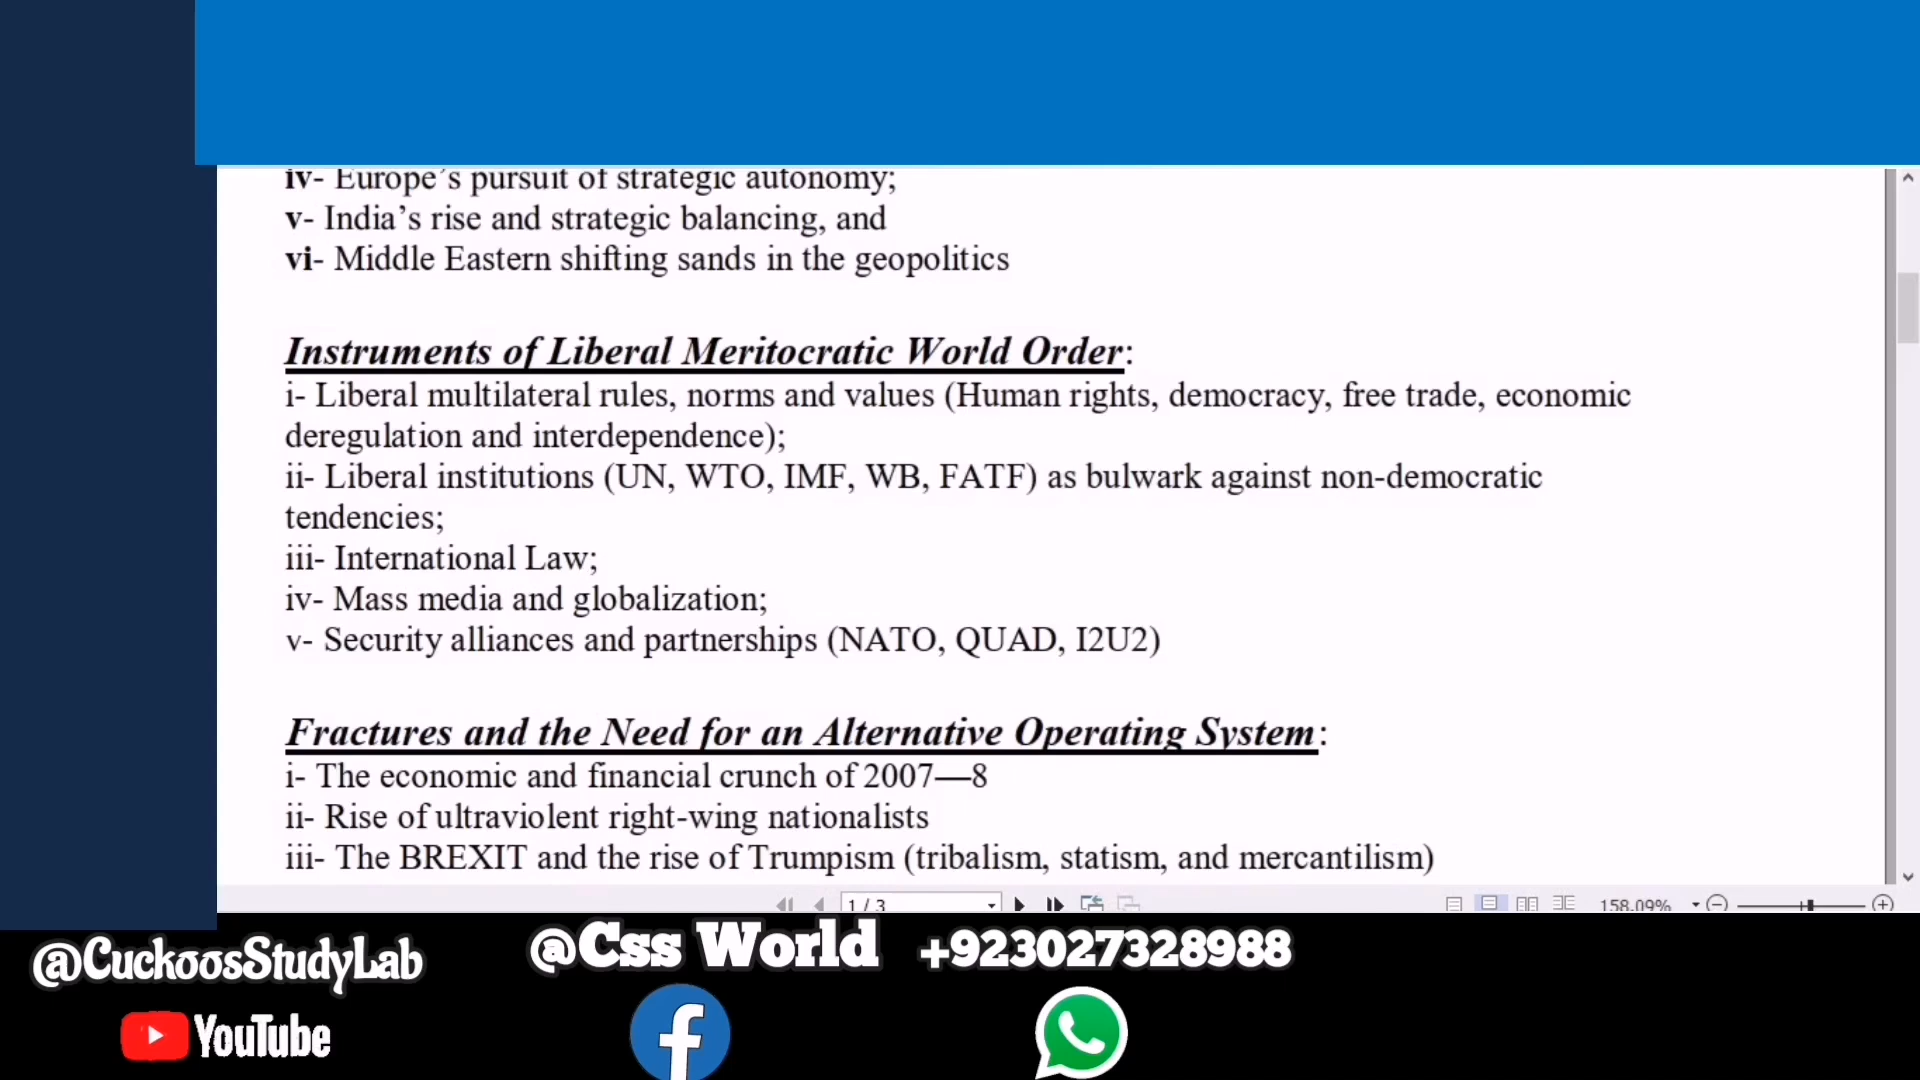 iv- Europe’s pursuit of strategic autonomy;
v- India’s rise and strategic balancing, and
vi- Middle Eastern shifting sands in the geopolitics
Instruments of Liberal Meritocratic World Order:
i- Liberal multilateral rules, norms and values (Human rights, democracy, free trade, economic
deregulation and interdependence);
ii- Liberal institutions (UN, WTO, IMF, WB, FATF) as bulwark against non-democratic
tendencies;
iii- International Law;
iv- Mass media and globalization;
v- Security alliances and partnerships (NATO, QUAD, I2U2)
Fractures and the Need for an Alternative Operating System:
i- The economic and financial crunch of 2007—8
ii- Rise of ultraviolent right-wing nationalists
iii- The BREXIT and the rise of Trumpism (tribalism, statism, and mercantilism)
1 / 3
158.09%
@CuckoosStudyLab
@Css World
+923027328988
YouTube